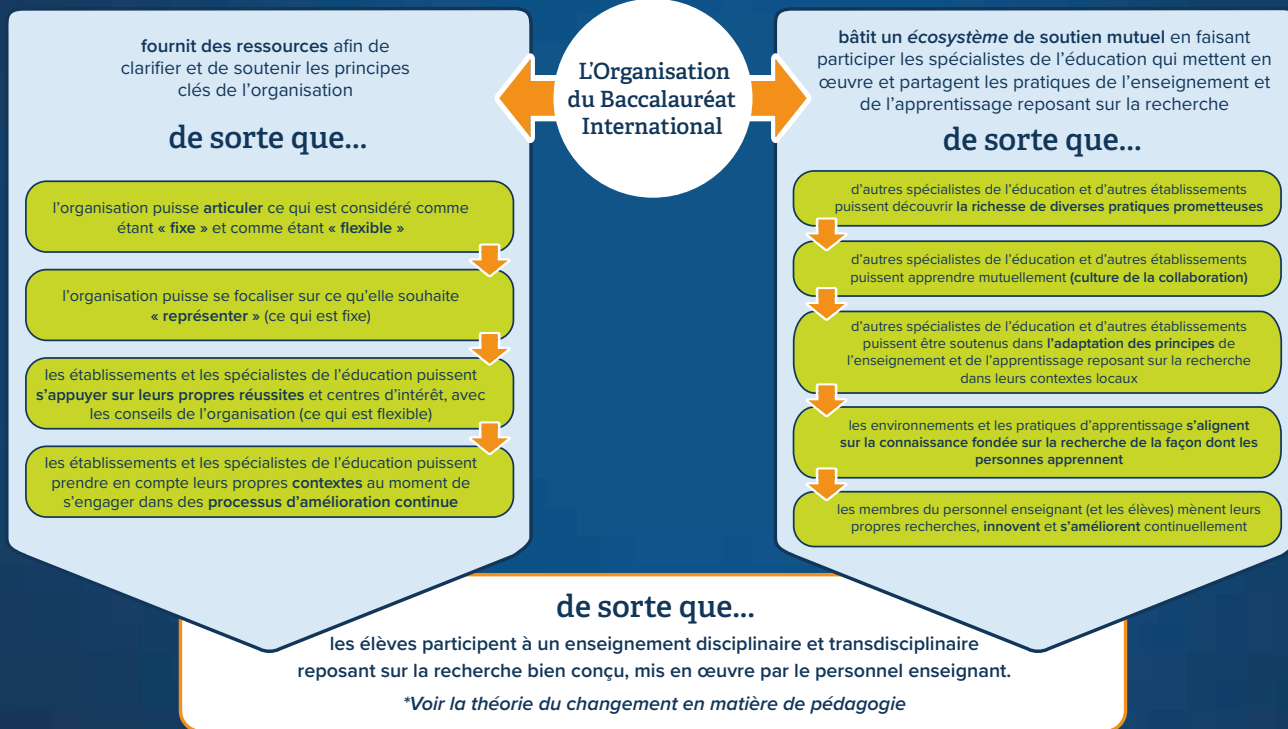 L'Organisation
du Baccalauréat
International
fournit des ressources afin de
clarifier et de soutenir les principes
clés de l'organisation
de sorte que...
l'organisation puisse articuler ce qui est considéré comme
étant « fixe » et comme étant « flexible »
l'organisation puisse se focaliser sur ce qu'elle souhaite
« représenter » (ce qui est fixe)
les établissements et les spécialistes de l'éducation puissent
s'appuyer sur leurs propres réussites et centres d'intérêt, avec
les conseils de l'organisation (ce qui est flexible)
les établissements et les spécialistes de l'éducation puissent
prendre en compte leurs propres contextes au moment de
s'engager dans des processus d'amélioration continue
bâtit un écosystème de soutien mutuel en faisant
participer les spécialistes de l'éducation qui mettent en
œuvre et partagent les pratiques de l'enseignement et
de l'apprentissage reposant sur la recherche
de sorte que...
d'autres spécialistes de l'éducation et d'autres établissements
puissent découvrir la richesse de diverses pratiques prometteuses
d'autres spécialistes de l'éducation et d'autres établissements
puissent apprendre mutuellement (culture de la collaboration)
d'autres spécialistes de l'éducation et d'autres établissements
puissent être soutenus dans l'adaptation des principes de
l'enseignement et de l'apprentissage reposant sur la recherche
dans leurs contextes locaux
les environnements et les pratiques d'apprentissage s'alignent
sur la connaissance fondée sur la recherche de la façon dont les
personnes apprennent
les membres du personnel enseignant (et les élèves) mènent leurs
propres recherches, innovent et s'améliorent continuellement
de sorte que...
les élèves participent à un enseignement disciplinaire et transdisciplinaire
reposant sur la recherche bien conçu, mis en œuvre par le personnel enseignant.
*Voir la théorie du changement en matière de pédagogie